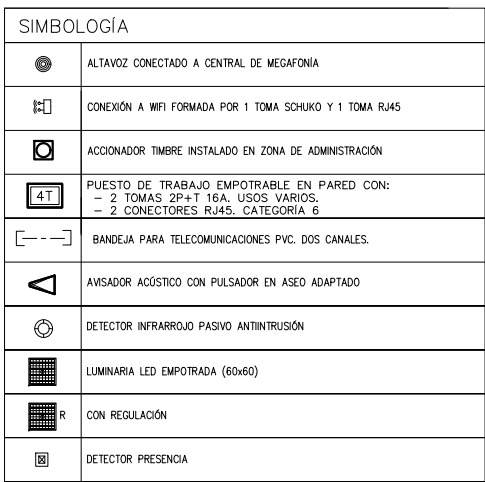 SIMBOLOGÍA
ALTAVOZ CONECTADO A CENTRAL DE MEGAFONÍA
CONEXIÓN A WIFI FORMADA POR 1 TOMA SCHUKO Y 1 TOMA RJ45
ACCIONADOR TIMBRE INSTALADO EN ZONA DE ADMINISTRACIÓN
4T
PUESTO DE TRABAJO EMPOTRABLE EN PARED CON:
– 2 TOMAS 2P+T 16A. USOS VARIOS.
– 2 CONECTORES RJ45. CATEGORÍA 6
BANDEJA PARA TELECOMUNICACIONES PVC. DOS CANALES.
AVISADOR ACÚSTICO CON PULSADOR EN ASEO ADAPTADO
DETECTOR INFRARROJO PASIVO ANTIINTRUSIÓN
LUMINARIA LED EMPOTRADA (60x60)
R CON REGULACIÓN
DETECTOR PRESENCIA